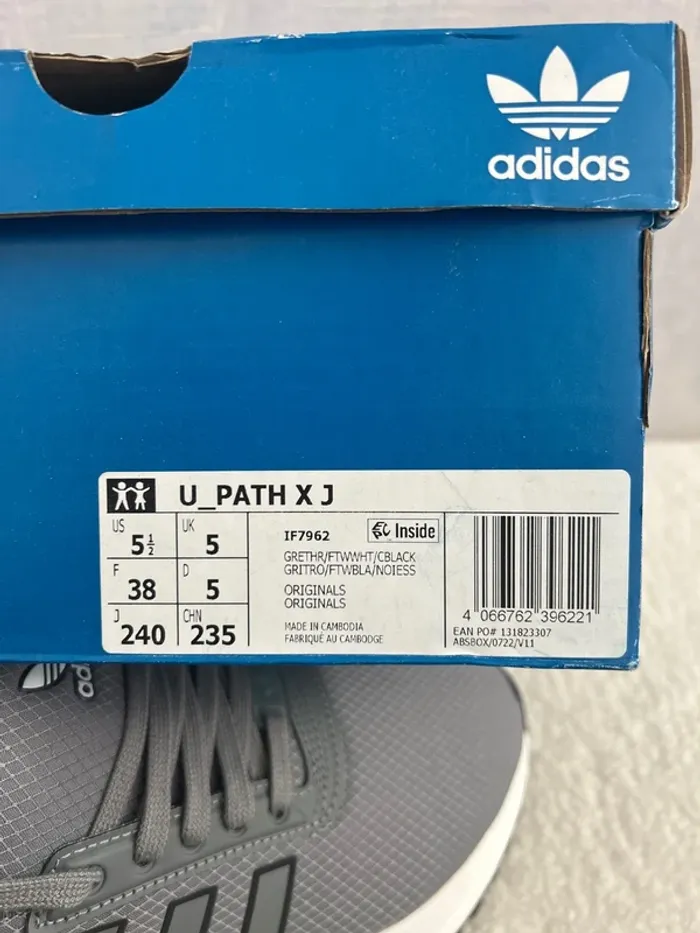 adidas
U_PATH X J
US 5½ UK 5
F 38 D 5
J 240 CHN 235
IF7962
Inside
GRETHR/FTWWHT/CBLACK
GRITRO/FTWBLA/NOIESS
ORIGINALS
ORIGINALS
MADE IN CAMBODIA
FABRIQUÉ AU CAMBODGE
4 066762 396221
EAN PO# 131823307
ABSBOX/0722/V11